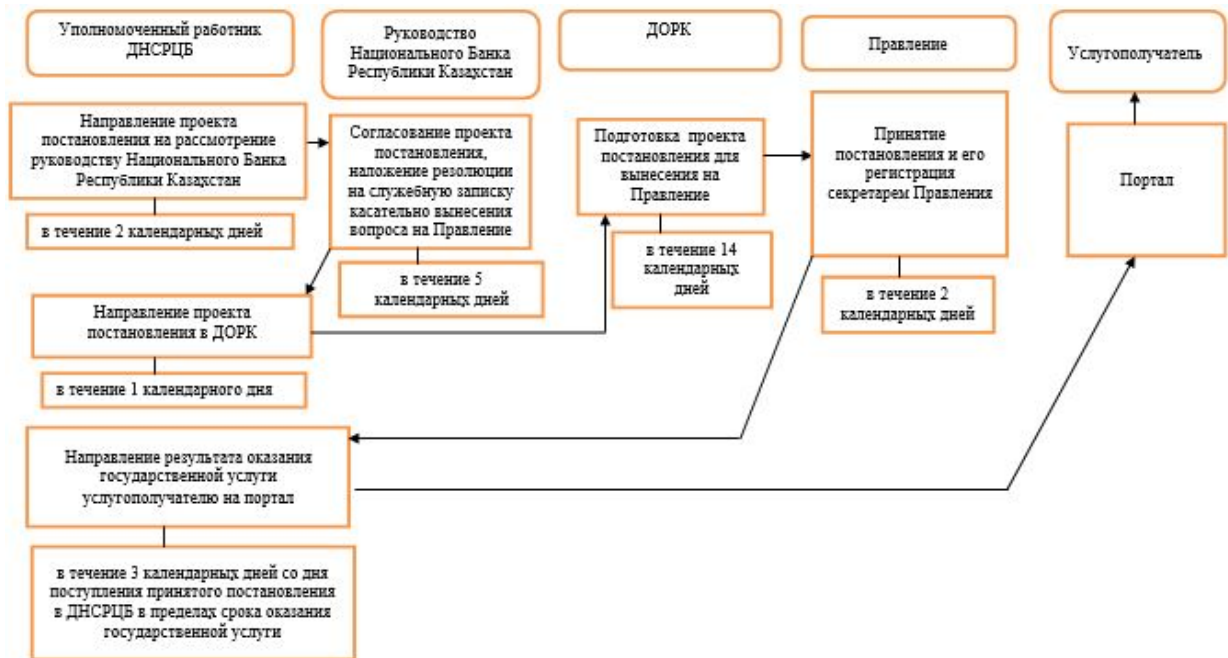 Уполномоченный работник
ДНСРЦБ
Руководство
Национального Банка
Республики Казахстан
ДОРК
Правление
Услугополучатель
Направление проекта
постановления на рассмотрение
руководству Национального Банка
Республики Казахстан
в течение 2 календарных дней
Согласование проекта
постановления,
наложение резолюции
на служебную записку
касательно вынесения
вопроса на Правление
в течение 5
календарных дней
Подготовка проекта
постановления для
вынесения на
Правление
в течение 14
календарных
дней
Принятие
постановления и его
регистрация
секретарем Правления
в течение 2
календарных дней
Портал
Направление проекта
постановления в ДОРК
в течение 1 календарного дня
Направление результата оказания
государственной услуги
услугополучателю на портал
в течение 3 календарных дней со дня
поступления принятого постановления
в ДНСРЦБ в пределах срока оказания
государственной услуги